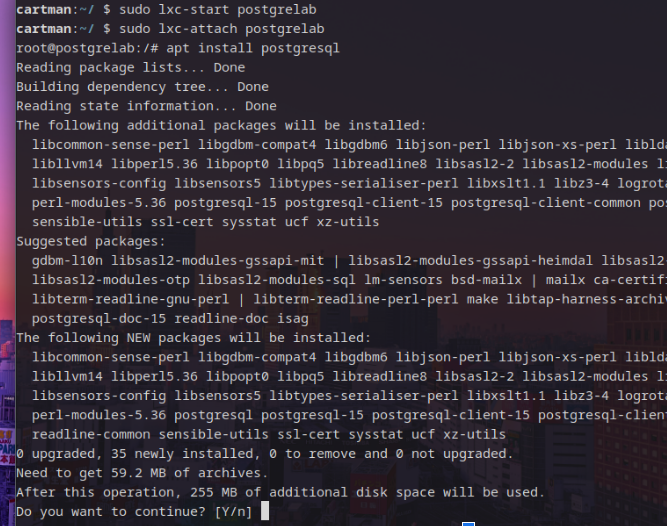 cartman:~/ $ sudo lxc-start postgrelab
cartman:~/ $ sudo lxc-attach postgrelab
root@postgrelab:/# apt install postgresql
Reading package lists... Done
Building dependency tree... Done
Reading state information... Done
The following additional packages will be installed:
  libcommon-sense-perl libgdbm-compat4 libgdbm6 libjson-perl libjson-xs-perl liblda
  libllvm14 libperl5.36 libpopt0 libpq5 libreadline8 libsasl2-2 libsasl2-modules li
  libsensors-config libsensors5 libtypes-serialiser-perl libxslt1.1 libz3-4 logrota
  perl-modules-5.36 postgresql-15 postgresql-client-15 postgresql-client-common pos
  sensible-utils ssl-cert sysstat ucf xz-utils
Suggested packages:
  gdbm-l10n libsasl2-modules-gssapi-mit | libsasl2-modules-gssapi-heimdal libsasl2-
  libsasl2-modules-otp libsasl2-modules-sql lm-sensors bsd-mailx | mailx ca-certifi
  libterm-readline-gnu-perl | libterm-readline-perl-perl make libtap-harness-archiv
  postgresql-doc-15 readline-doc isag
The following NEW packages will be installed:
  libcommon-sense-perl libgdbm-compat4 libgdbm6 libjson-perl libjson-xs-perl liblda
  libllvm14 libperl5.36 libpopt0 libpq5 libreadline8 libsasl2-2 libsasl2-modules li
  libsensors-config libsensors5 libtypes-serialiser-perl libxslt1.1 libz3-4 logrota
  perl-modules-5.36 postgresql postgresql-15 postgresql-client-15 postgresql-client
  readline-common sensible-utils ssl-cert sysstat ucf xz-utils
0 upgraded, 35 newly installed, 0 to remove and 0 not upgraded.
Need to get 59.2 MB of archives.
After this operation, 255 MB of additional disk space will be used.
Do you want to continue? [Y/n]